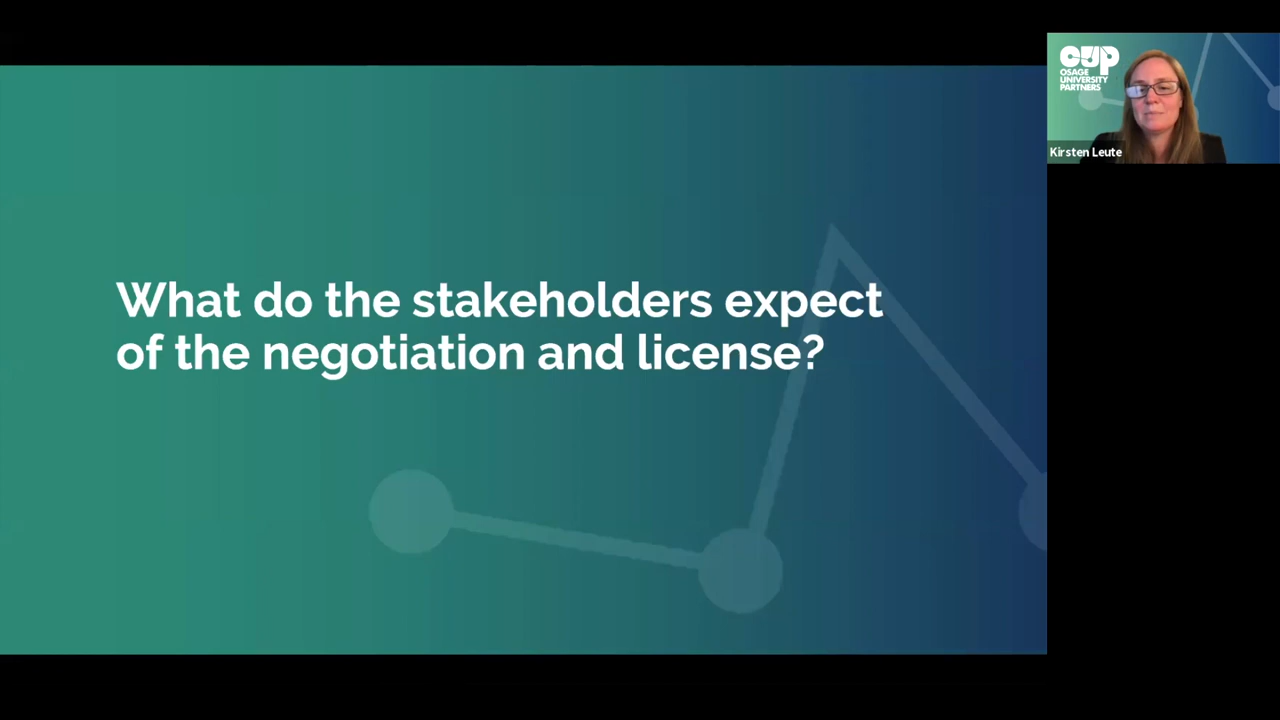 What do the stakeholders expect
of the negotiation and license?
OUP
OSAGE
UNIVERSITY
PARTNERS
Kirsten Leute